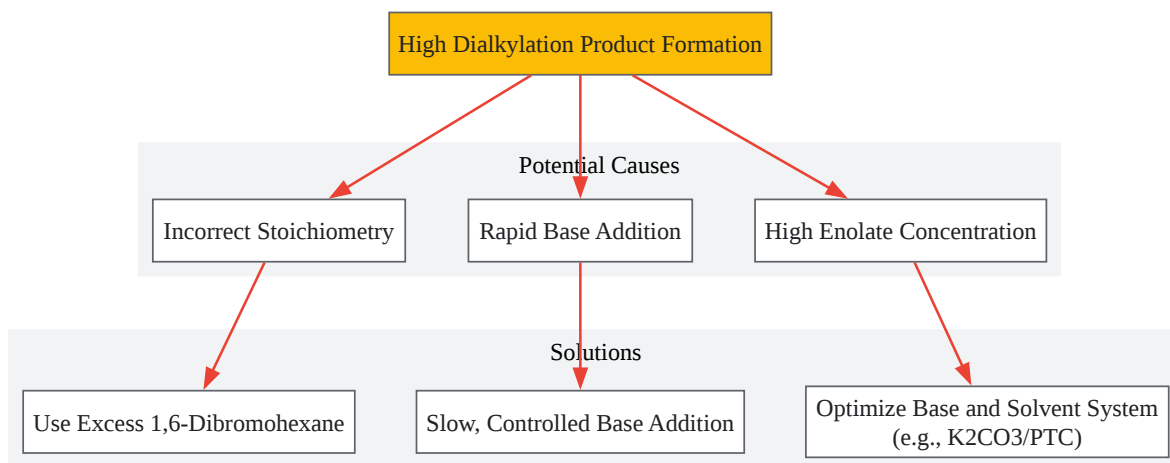 High Dialkylation Product Formation
Potential Causes
Incorrect Stoichiometry
Rapid Base Addition
High Enolate Concentration
Solutions
Use Excess 1,6-Dibromohexane
Slow, Controlled Base Addition
Optimize Base and Solvent System
(e.g., K2CO3/PTC)